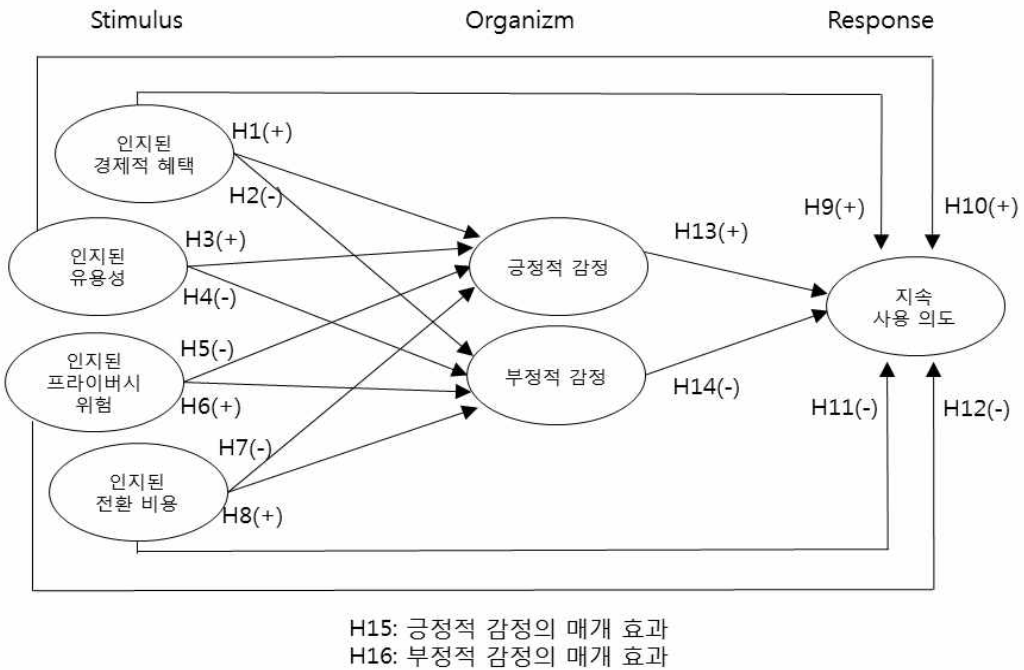 Stimulus
Organizm
Response
인지된
경제적 혜택
H1(+)
H2(-)
H9(+)
H10(+)
인지된
유용성
H3(+)
H4(-)
긍정적 감정
H13(+)
지속
사용 의도
인지된
프라이버시
위험
H5(-)
H6(+)
부정적 감정
H14(-)
H11(-)
H12(-)
인지된
전환 비용
H7(-)
H8(+)
H15: 긍정적 감정의 매개 효과
H16: 부정적 감정의 매개 효과